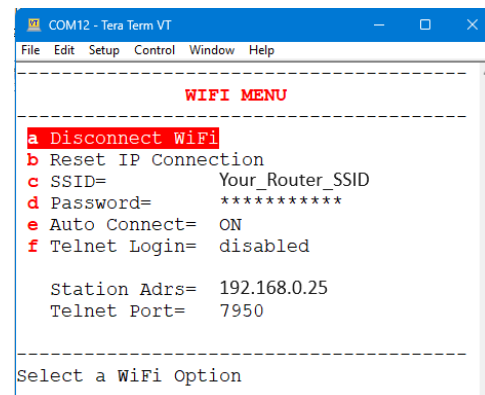 COM12 - Tera Term VT
File Edit Setup Control Window Help
----------------------------------------
WIFI MENU
----------------------------------------
a Disconnect WiFi
b Reset IP Connection
c SSID= Your_Router_SSID
d Password= ***********
e Auto Connect= ON
f Telnet Login= disabled
Station Adrs= 192.168.0.25
Telnet Port= 7950
----------------------------------------
Select a WiFi Option